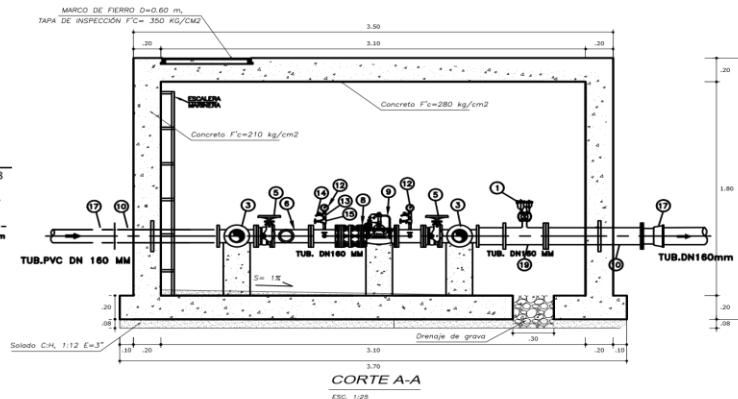 MARCO DE FIERRO D=0.60 m,
TAPA DE INSPECCIÓN F'C= 350 KG/CM2
3.50
.20 3.10 .20
.20
ESCALERA
MARINERA
Concreto F'c=280 kg/cm2
Concreto F'c=210 kg/cm2
1.80
17 10 3 5 6 14 12 13 15 8 9 12 5 3 1 19 10 17
TUB.PVC DN 160 MM
TUB. DN160 MM
TUB. DN160 MM
TUB.DN160mm
S= 1%
.20
.08
.20
.08
Solado C:H, 1:12 E=3"
Drenaje de grava
.30
.10 .20 3.10 .20 .10
3.70
CORTE A-A
ESC. 1:25